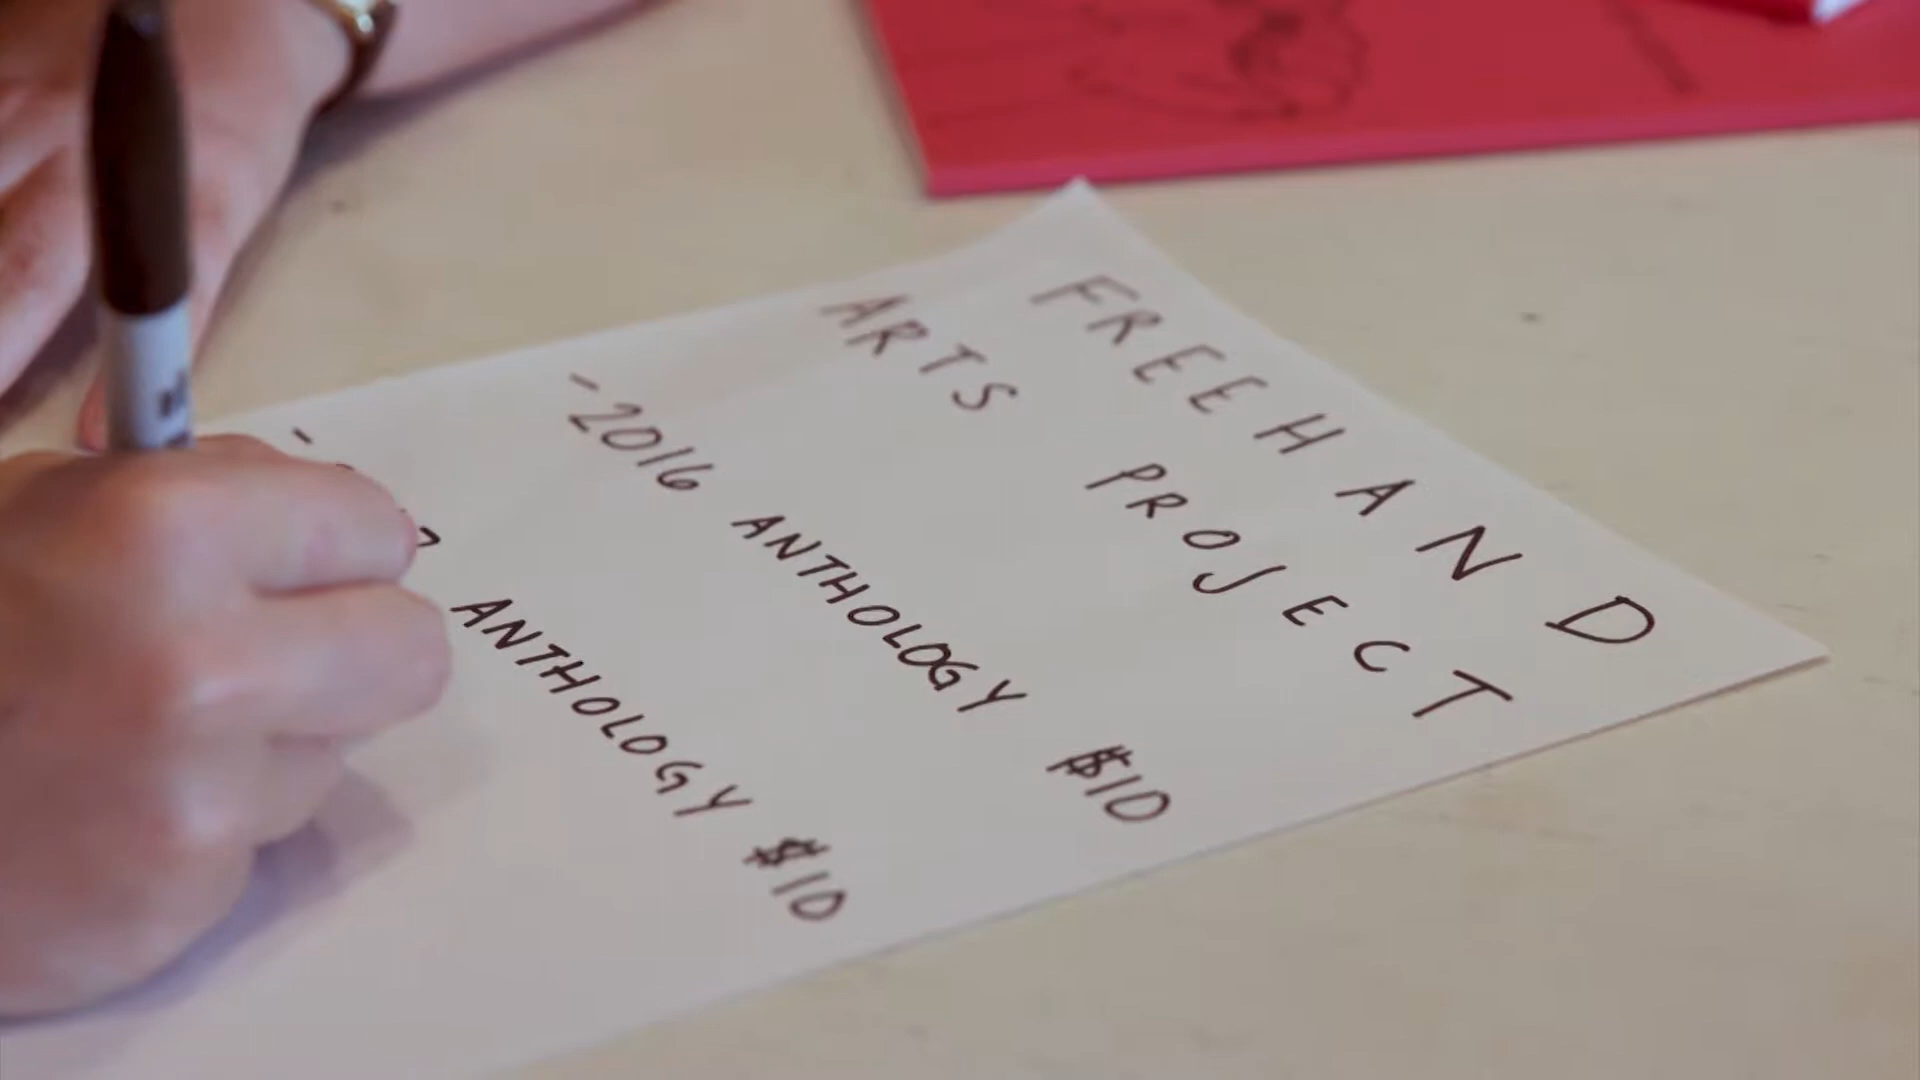 FREEHAND
ARTS PROJECT
-2016 ANTHOLOGY $10
- ANTHOLOGY $10